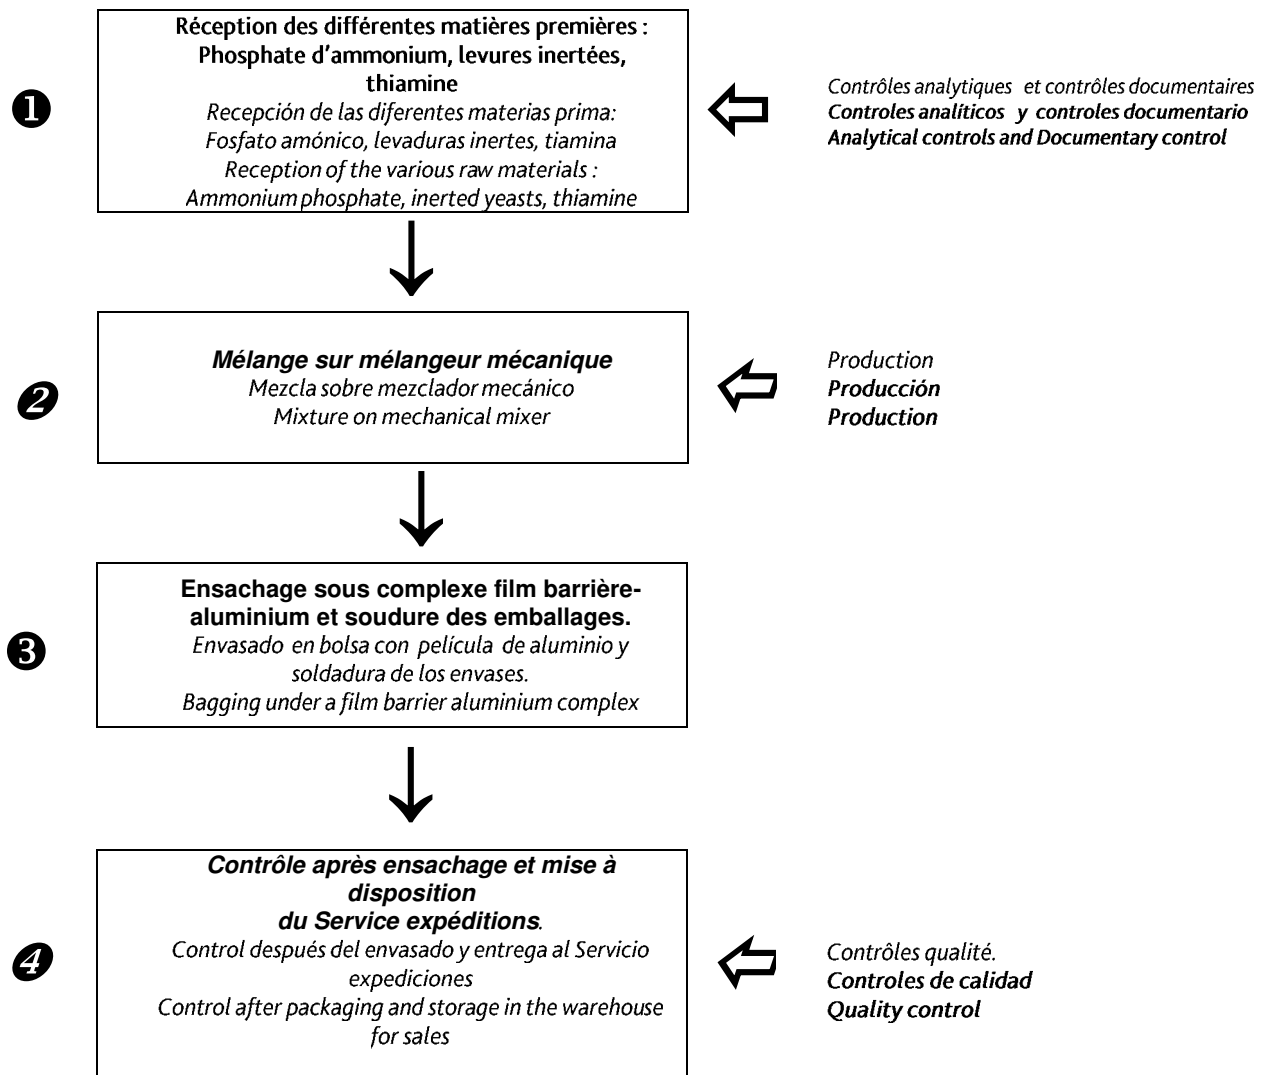 ❶
Réception des différentes matières premières :
Phosphate d'ammonium, levures inertées,
thiamine
Recepción de las diferentes materias prima:
Fosfato amónico, levaduras inertes, tiamina
Reception of the various raw materials :
Ammonium phosphate, inerted yeasts, thiamine
Contrôles analytiques et contrôles documentaires
Controles analíticos y controles documentario
Analytical controls and Documentary control
❷
Mélange sur mélangeur mécanique
Mezcla sobre mezclador mecánico
Mixture on mechanical mixer
Production
Producción
Production
❸
Ensachage sous complexe film barrière-
aluminium et soudure des emballages.
Envasado en bolsa con película de aluminio y
soldadura de los envases.
Bagging under a film barrier aluminium complex
❹
Contrôle après ensachage et mise à
disposition
du Service expéditions.
Control después del envasado y entrega al Servicio
expediciones
Control after packaging and storage in the warehouse
for sales
Contrôles qualité.
Controles de calidad
Quality control